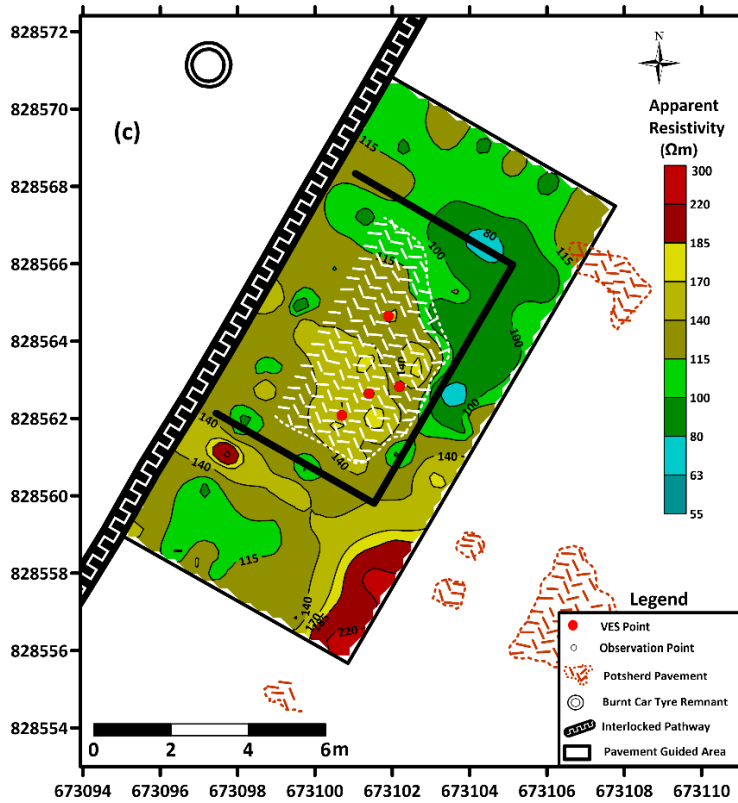 828572
828570
828568
828566
828564
828562
828560
828558
828556
828554
(c)
N
Apparent
Resistivity
(Ωm)
300
220
185
170
140
115
100
80
63
55
115
80
100
115
115
100
100
140
140
140
140
140
115
140
170
185
220
Legend
VES Point
Observation Point
Potsherd Pavement
Burnt Car Tyre Remnant
Interlocked Pathway
Pavement Guided Area
0 2 4 6m
673094 673096 673098 673100 673102 673104 673106 673108 673110